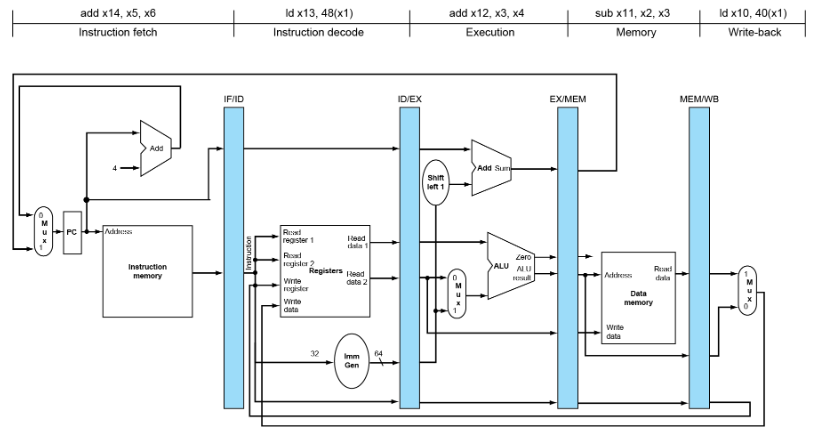 add x14, x5, x6 ld x13, 48(x1) add x12, x3, x4 sub x11, x2, x3 ld x10, 40(x1)
Instruction fetch Instruction decode Execution Memory Write-back
IF/ID ID/EX EX/MEM MEM/WB
Add
4
Add Sum
Shift
left 1
0
M
u
x
1
PC
Address
Instruction
memory
Instruction
Read
register 1
Read
register 2
Write
register
Write
data
Registers
Read
data 1
Read
data 2
0
M
u
x
1
Zero
ALU
ALU
result
Address
Read
data
Data
memory
Write
data
1
M
u
x
0
32
Imm
Gen
64